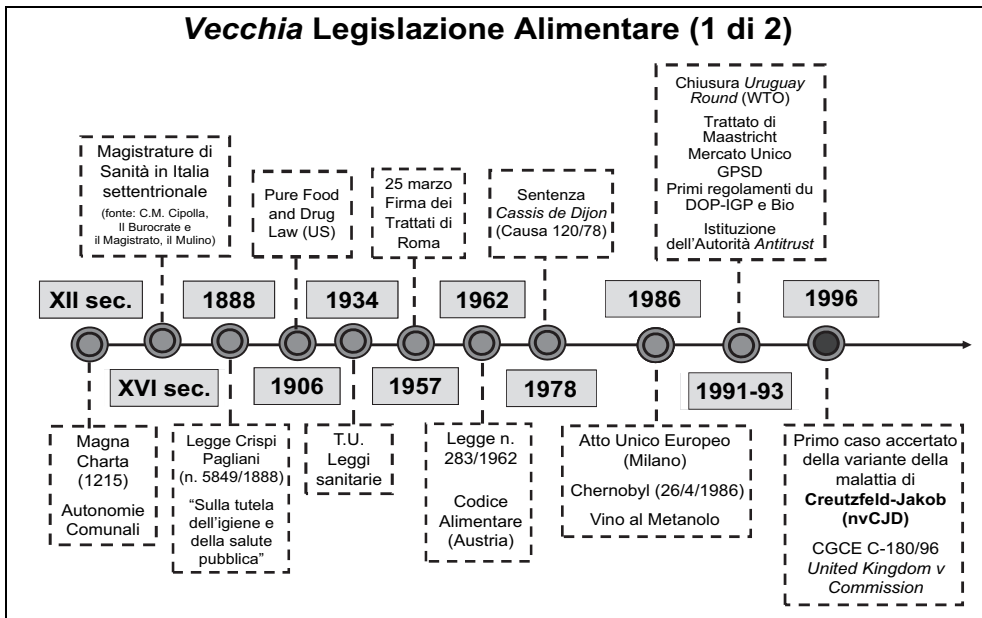 Vecchia Legislazione Alimentare (1 di 2)
Chiusura Uruguay
Round (WTO)
Trattato di
Maastricht
Mercato Unico
GPSD
Primi regolamenti du
DOP-IGP e Bio
Istituzione
dell'Autorità Antitrust
Magistrature di
Sanità in Italia
settentrionale
(fonte: C.M. Cipolla,
Il Burocrate e
il Magistrato, il Mulino)
Pure Food
and Drug
Law (US)
25 marzo
Firma dei
Trattati di
Roma
Sentenza
Cassis de Dijon
(Causa 120/78)
XII sec.
1888
1934
1962
1986
1996
XVI sec.
1906
1957
1978
1991-93
Magna
Charta
(1215)
Autonomie
Comunali
Legge Crispi
Pagliani
(n. 5849/1888)
“Sulla tutela
dell'igiene e
della salute
pubblica”
T.U.
Leggi
sanitarie
Legge n.
283/1962
Codice
Alimentare
(Austria)
Atto Unico Europeo
(Milano)
Chernobyl (26/4/1986)
Vino al Metanolo
Primo caso accertato
della variante della
malattia di
Creutzfeld-Jakob
(nvCJD)
CGCE C-180/96
United Kingdom v
Commission